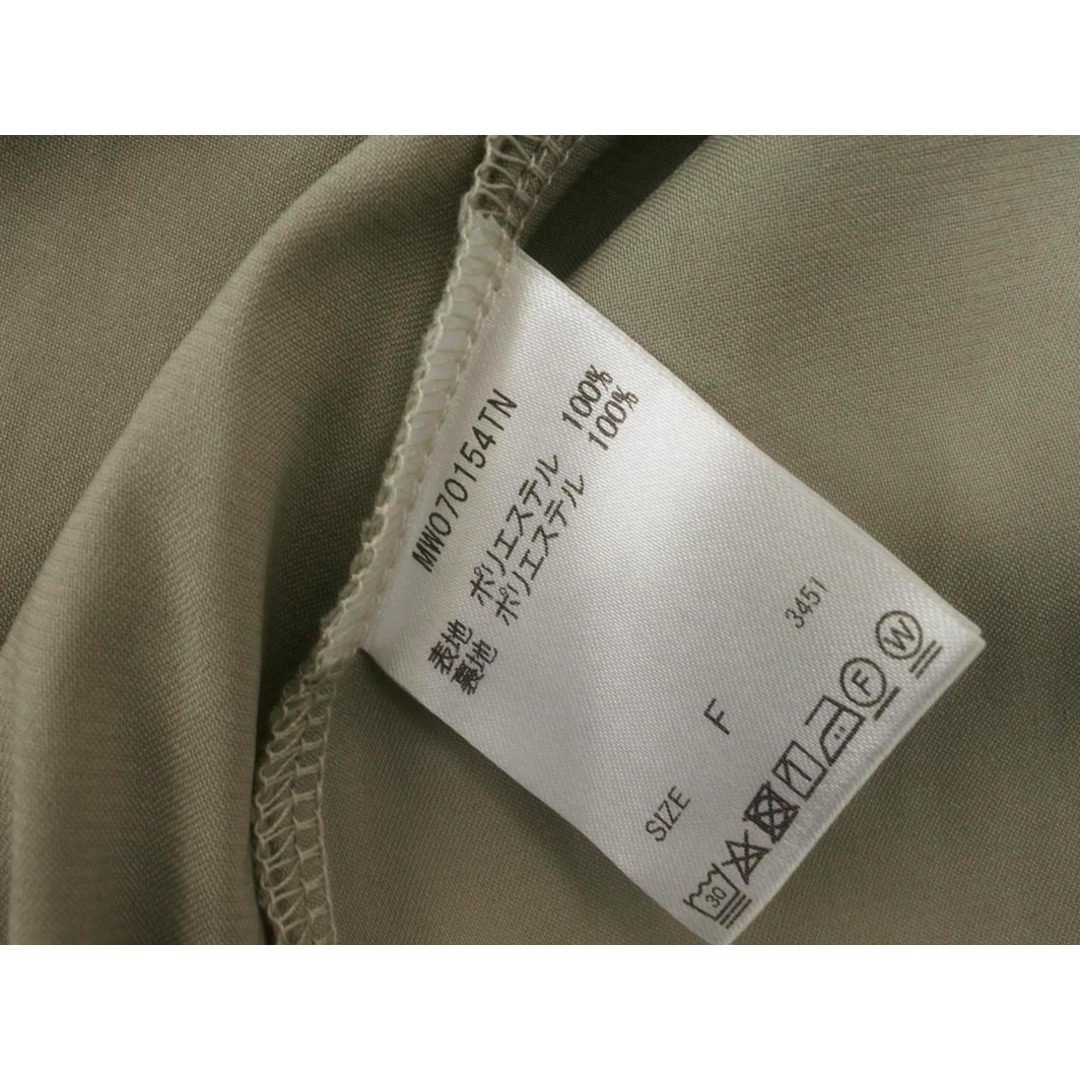 MW070154TN
表地 ポリエステル 100%
裏地 ポリエステル 100%
3451
SIZE F
30 F W